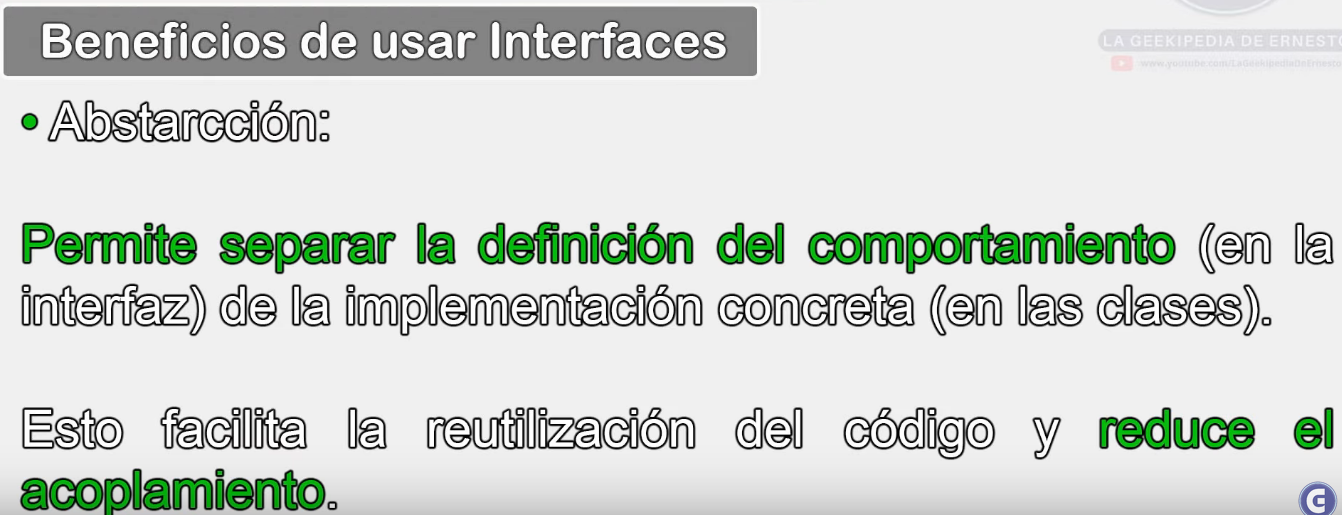 Beneficios de usar Interfaces
LA GEEKIPEDIA DE ERNEST
www.youtube.com/LaGeekipediaDeErnesto
• Abstarcción:
Permite separar la definición del comportamiento (en la
interfaz) de la implementación concreta (en las clases).
Esto facilita la reutilización del código y reduce el
acoplamiento.
G